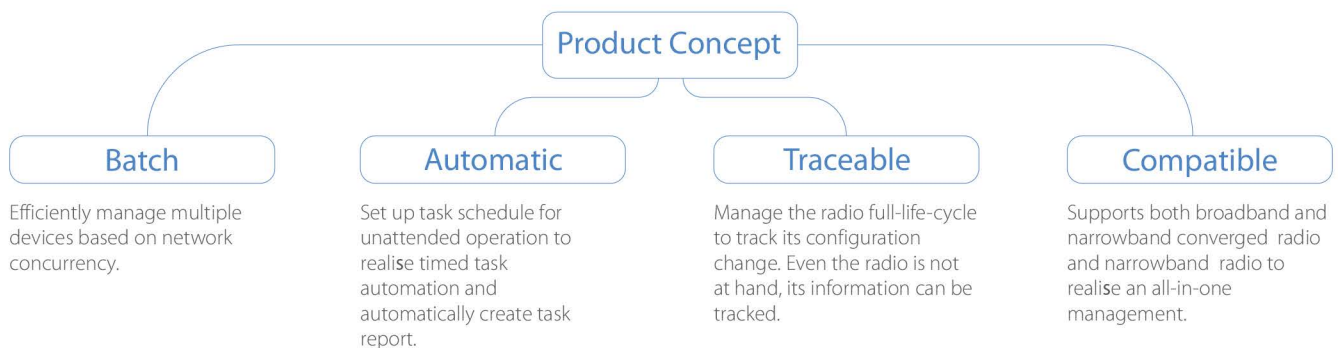 Product Concept
Batch
Efficiently manage multiple
devices based on network
concurrency.
Automatic
Set up task schedule for
unattended operation to
realise timed task
automation and
automatically create task
report.
Traceable
Manage the radio full-life-cycle
to track its configuration
change. Even the radio is not
at hand, its information can be
tracked.
Compatible
Supports both broadband and
narrowband converged radio
and narrowband radio to
realise an all-in-one
management.